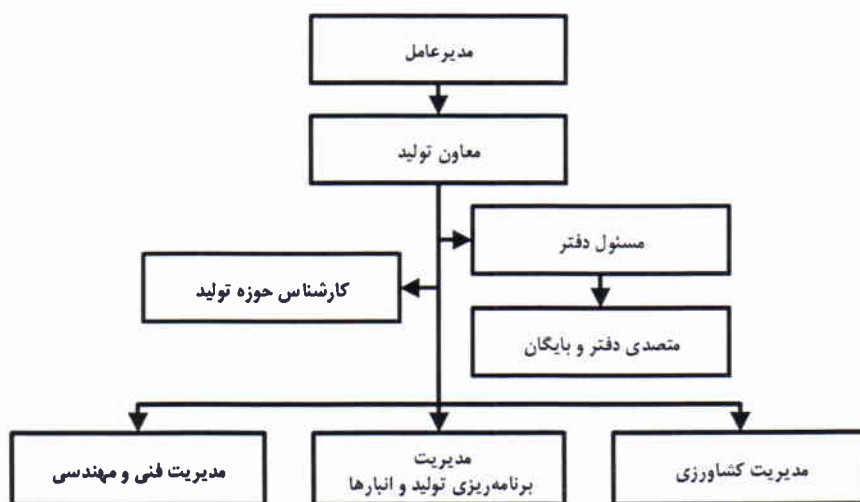 مدیرعامل
معاون تولید
مسئول دفتر
کارشناس حوزه تولید
متصدی دفتر و بایگان
مدیریت کشاورزی
مدیریت
برنامه‌ریزی تولید و انبارها
مدیریت فنی و مهندسی